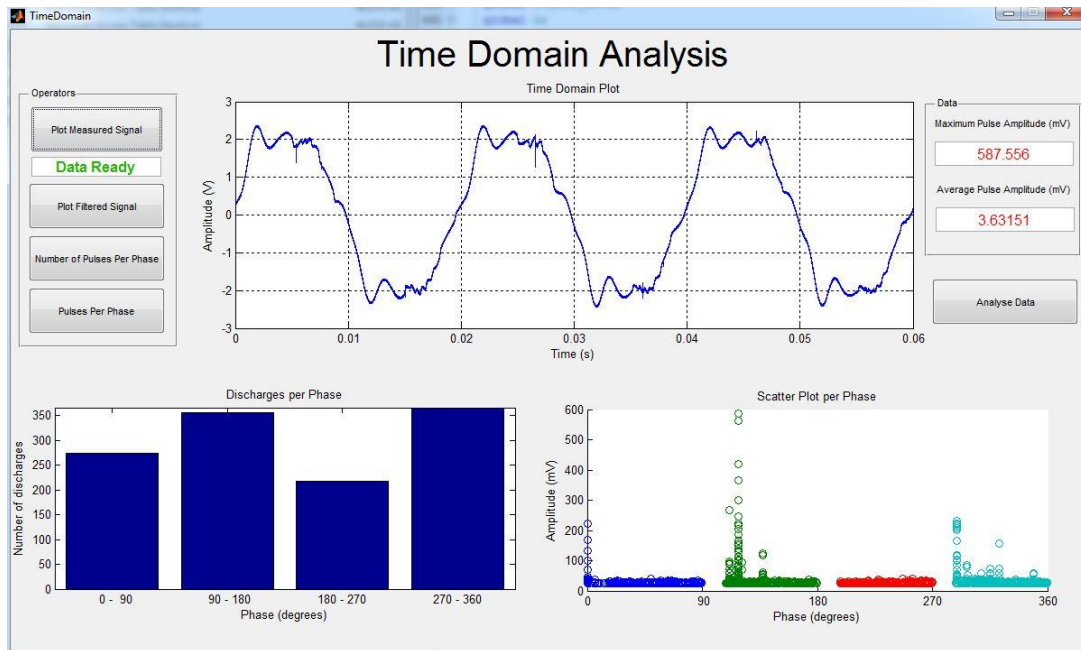 TimeDomain
Time Domain Analysis
Operators
Plot Measured Signal
Data Ready
Plot Filtered Signal
Number of Pulses Per Phase
Pulses Per Phase
Time Domain Plot
Amplitude (V)
3
2
1
0
-1
-2
-3
0 0.01 0.02 0.03 0.04 0.05 0.06
Time (s)
Data
Maximum Pulse Amplitude (mV)
587.556
Average Pulse Amplitude (mV)
3.63151
Analyse Data
Discharges per Phase
Number of discharges
350
300
250
200
150
100
50
0
0 - 90 90 - 180 180 - 270 270 - 360
Phase (degrees)
Scatter Plot per Phase
Amplitude (mV)
600
500
400
300
200
100
0
0 90 180 270 360
Phase (degrees)